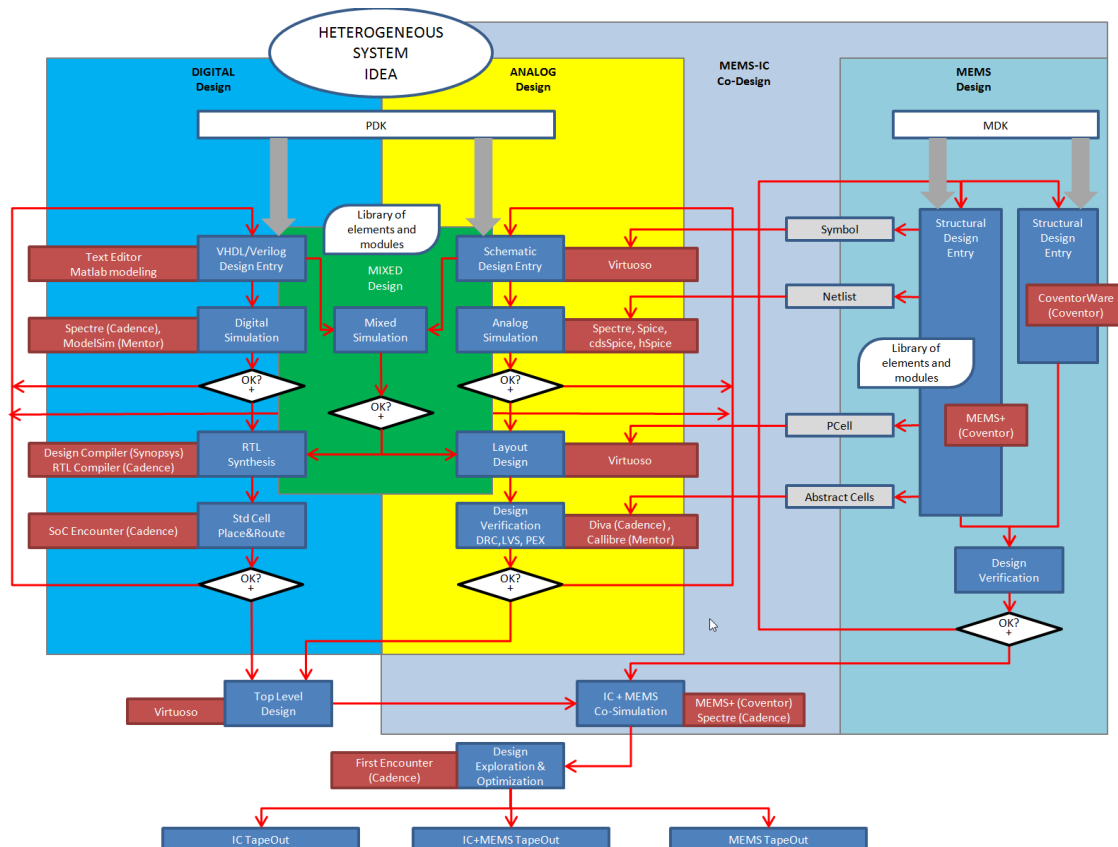 HETEROGENEOUS
SYSTEM
IDEA
DIGITAL
Design
ANALOG
Design
MEMS-IC
Co-Design
MEMS
Design
PDK
MDK
Library of
elements and
modules
Text Editor
Matlab modeling
VHDL/Verilog
Design Entry
MIXED
Design
Schematic
Design Entry
Virtuoso
Symbol
Structural
Design
Entry
Structural
Design
Entry
Spectre (Cadence),
ModelSim (Mentor)
Digital
Simulation
Mixed
Simulation
Analog
Simulation
Spectre, Spice,
cdsSpice, hSpice
Netlist
CoventorWare
(Coventor)
Library of
elements and
modules
OK?
+
OK?
+
OK?
+
Design Compiler (Synopsys)
RTL Compiler (Cadence)
RTL
Synthesis
Layout
Design
Virtuoso
PCell
MEMS+
(Coventor)
SoC Encounter (Cadence)
Std Cell
Place&Route
Design
Verification
DRC,LVS, PEX
Diva (Cadence) ,
Callibre (Mentor)
Abstract Cells
Design
Verification
OK?
+
OK?
+
OK?
+
Virtuoso
Top Level
Design
IC + MEMS
Co-Simulation
MEMS+ (Coventor)
Spectre (Cadence)
First Encounter
(Cadence)
Design
Exploration &
Optimization
IC TapeOut
IC+MEMS TapeOut
MEMS TapeOut